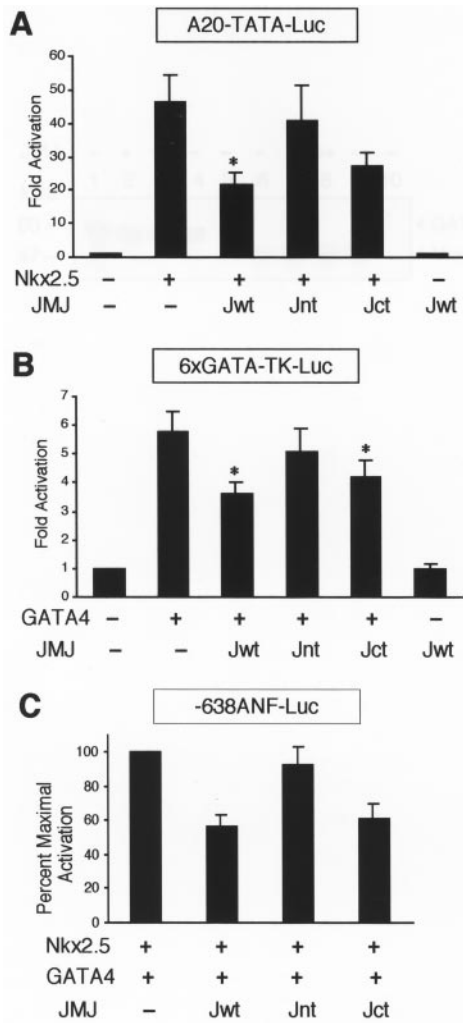 A
A20-TATA-Luc
Fold Activation
60
50
40
30
20
10
0
*
Nkx2.5 – + + + + –
JMJ – – Jwt Jnt Jct Jwt
B
6xGATA-TK-Luc
Fold Activation
7
6
5
4
3
2
1
0
*
*
GATA4 – + + + + –
JMJ – – Jwt Jnt Jct Jwt
C
-638ANF-Luc
Percent Maximal
Activation
100
80
60
40
20
0
Nkx2.5 + + + +
GATA4 + + + +
JMJ – Jwt Jnt Jct